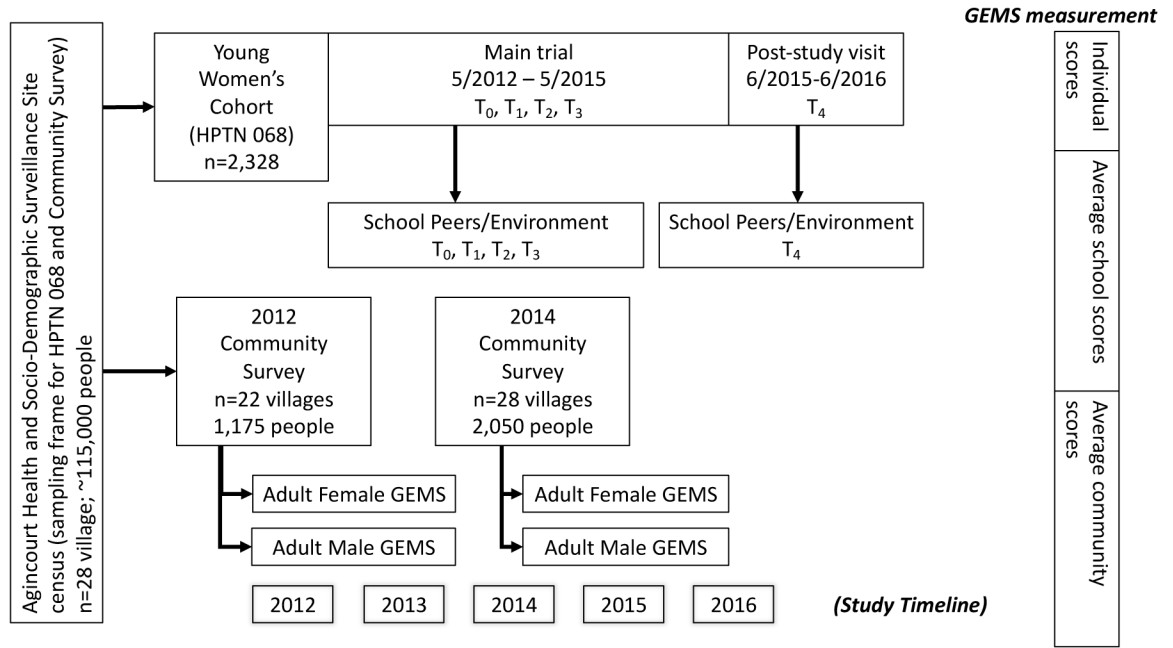 GEMS measurement
Agincourt Health and Socio-Demographic Surveillance Site
census (sampling frame for HPTN 068 and Community Survey)
n=28 village; ~115,000 people
Young
Women's
Cohort
(HPTN 068)
n=2,328
Main trial
5/2012 – 5/2015
T0, T1, T2, T3
Post-study visit
6/2015-6/2016
T4
School Peers/Environment
T0, T1, T2, T3
School Peers/Environment
T4
2012
Community
Survey
n=22 villages
1,175 people
2014
Community
Survey
n=28 villages
2,050 people
Adult Female GEMS
Adult Male GEMS
Adult Female GEMS
Adult Male GEMS
2012
2013
2014
2015
2016
(Study Timeline)
Individual
scores
Average school scores
Average community
scores